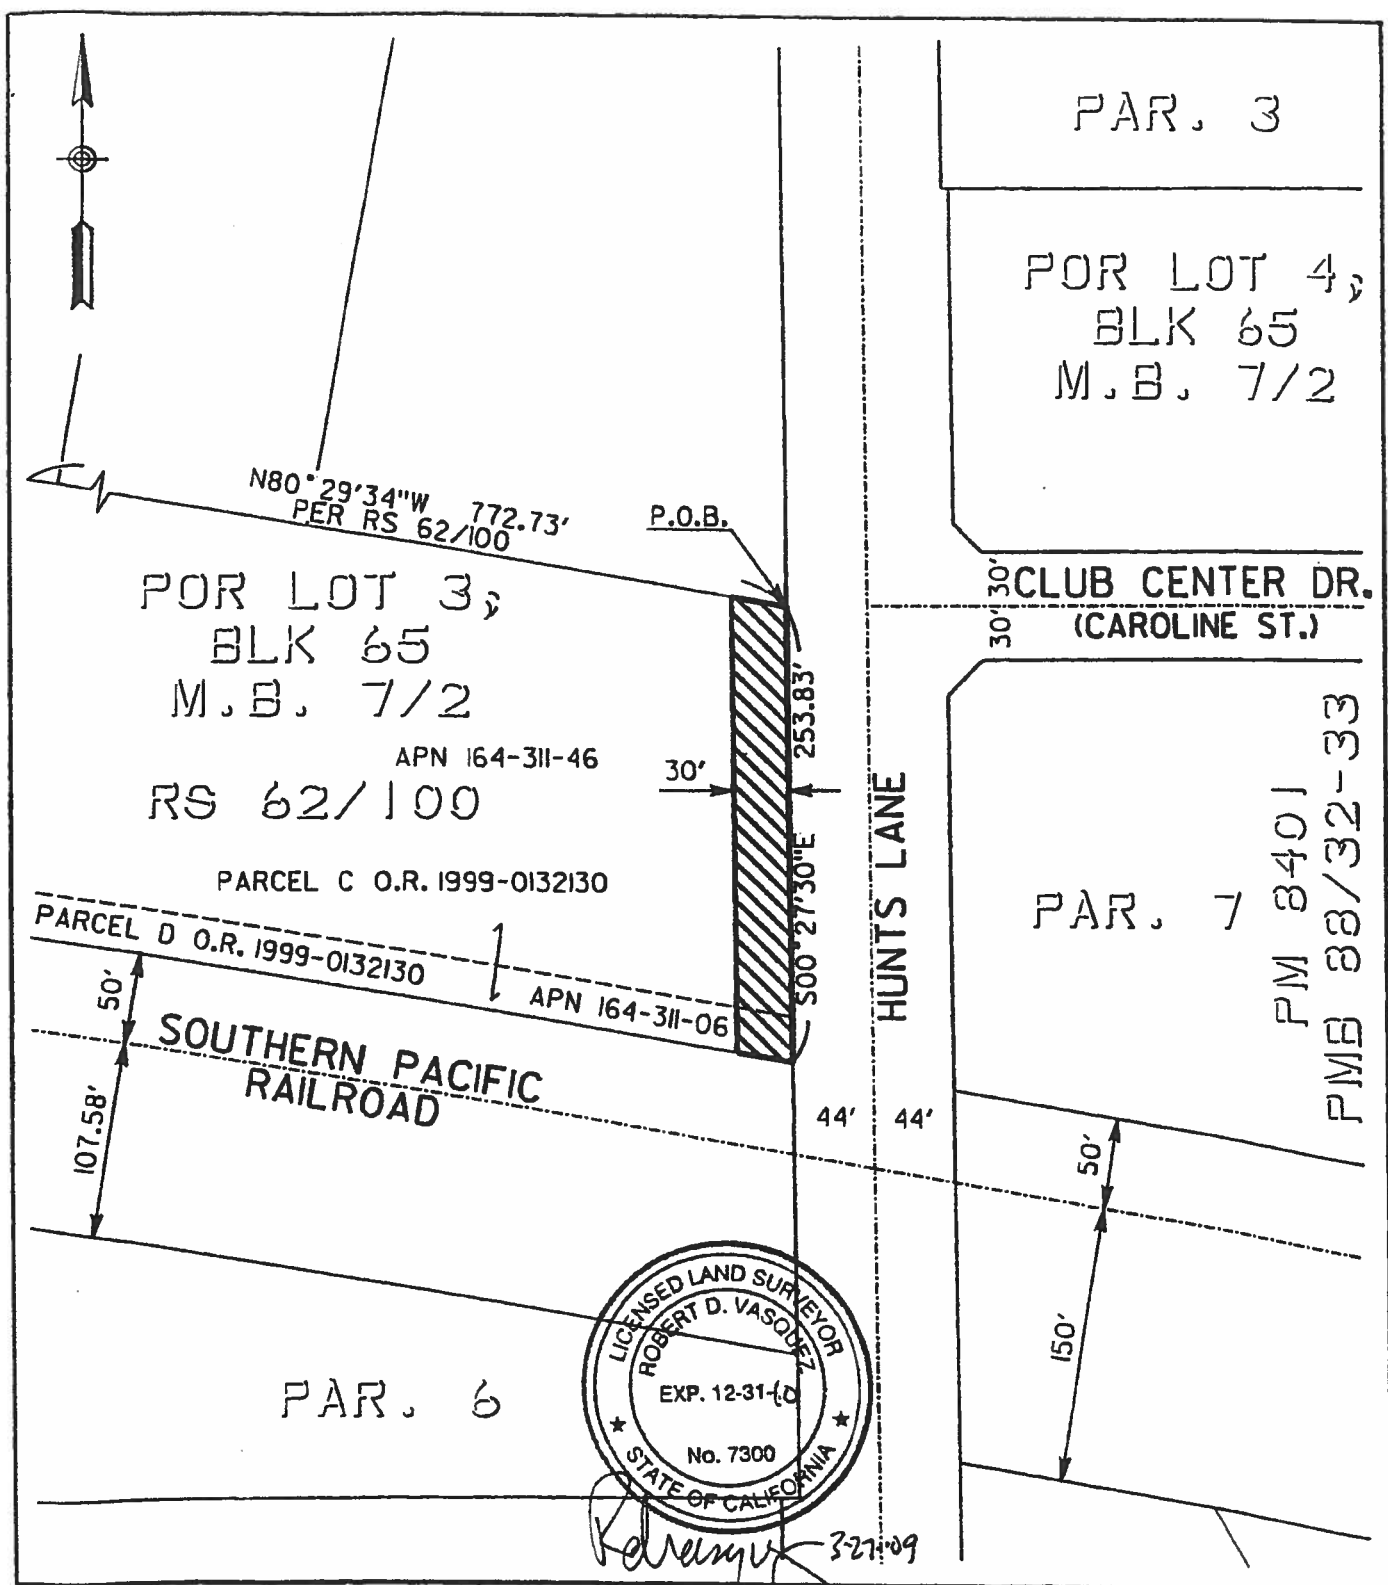 PAR. 3
POR LOT 4,
BLK 65
M.B. 7/2
N80°29'34"W 772.73'
PER RS 62/100
P.O.B.
30'
CLUB CENTER DR.
30'
(CAROLINE ST.)
POR LOT 3,
BLK 65
M.B. 7/2
APN 164-311-46
RS 62/100
30'
253.83'
S00°27'30"E
HUNTS LANE
PARCEL C O.R. 1999-0132130
PARCEL D O.R. 1999-0132130
APN 164-311-06
PAR. 7
PM 8401
PMB 88/32-33
50'
107.58'
SOUTHERN PACIFIC
RAILROAD
44' 44'
50'
150'
PAR. 6
LICENSED LAND SURVEYOR
ROBERT D. VASQUEZ
EXP. 12-31-10
No. 7300
STATE OF CALIFORNIA
3-27-09